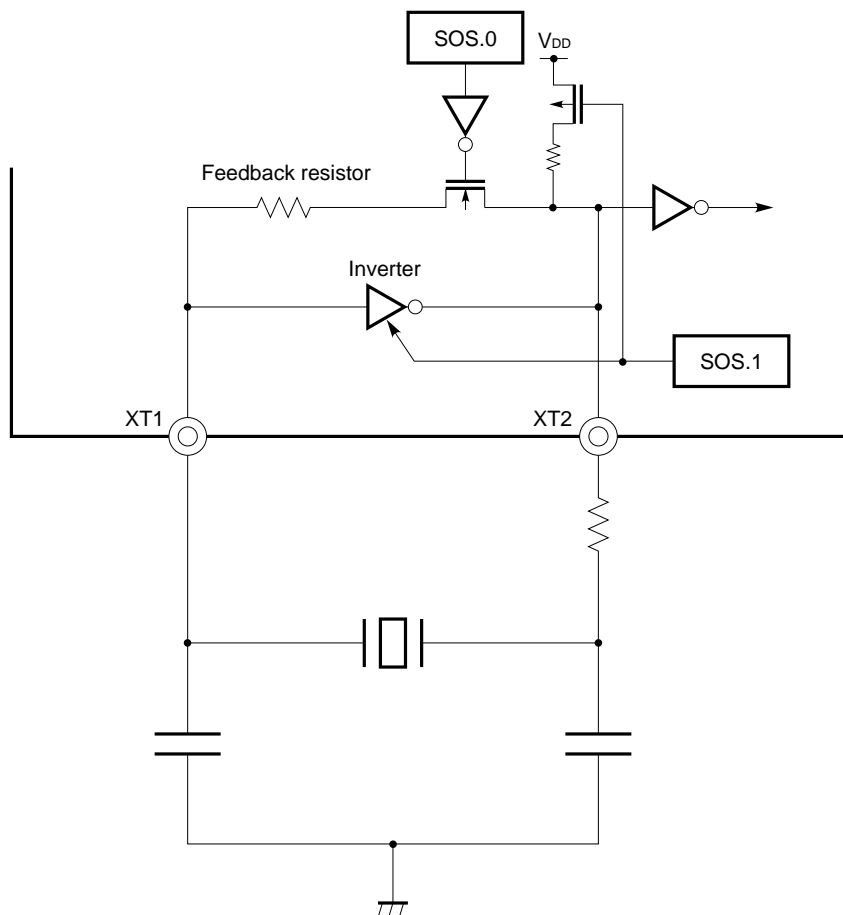 SOS.0
VDD
Feedback resistor
Inverter
SOS.1
XT1
XT2